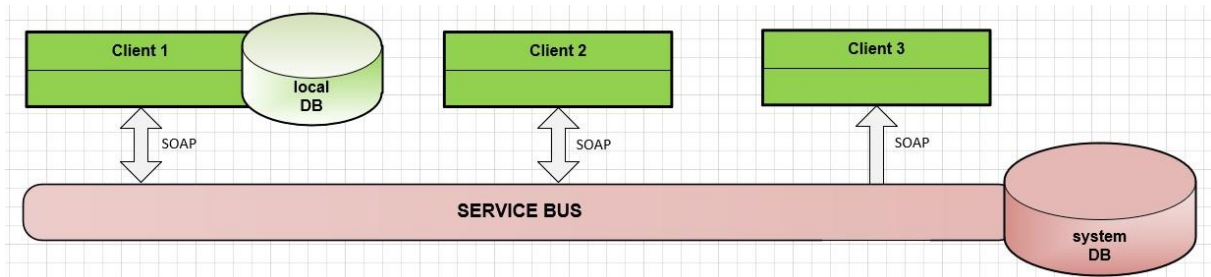 Client 1
local
DB
Client 2
Client 3
SOAP
SOAP
SOAP
SERVICE BUS
system
DB